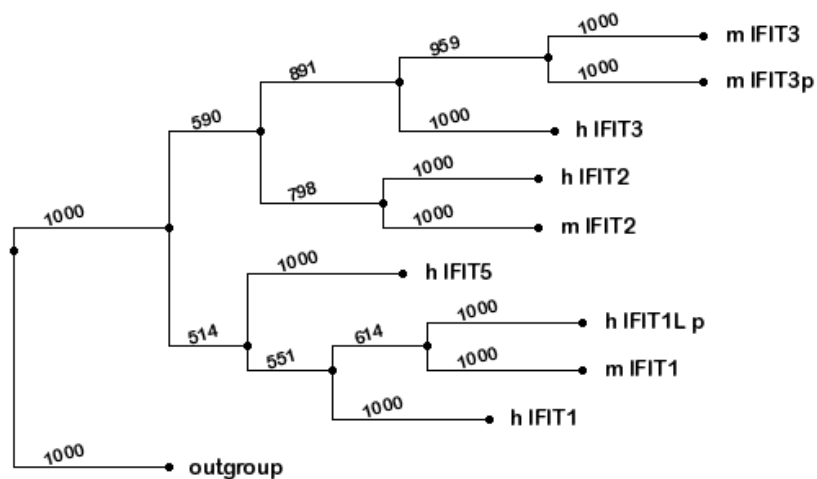 1000
m IFIT3
959
1000
m IFIT3p
891
1000
h IFIT3
590
1000
h IFIT2
798
1000
m IFIT2
1000
1000
h IFIT5
1000
h IFIT1L p
514
614
551
1000
m IFIT1
1000
h IFIT1
1000
outgroup